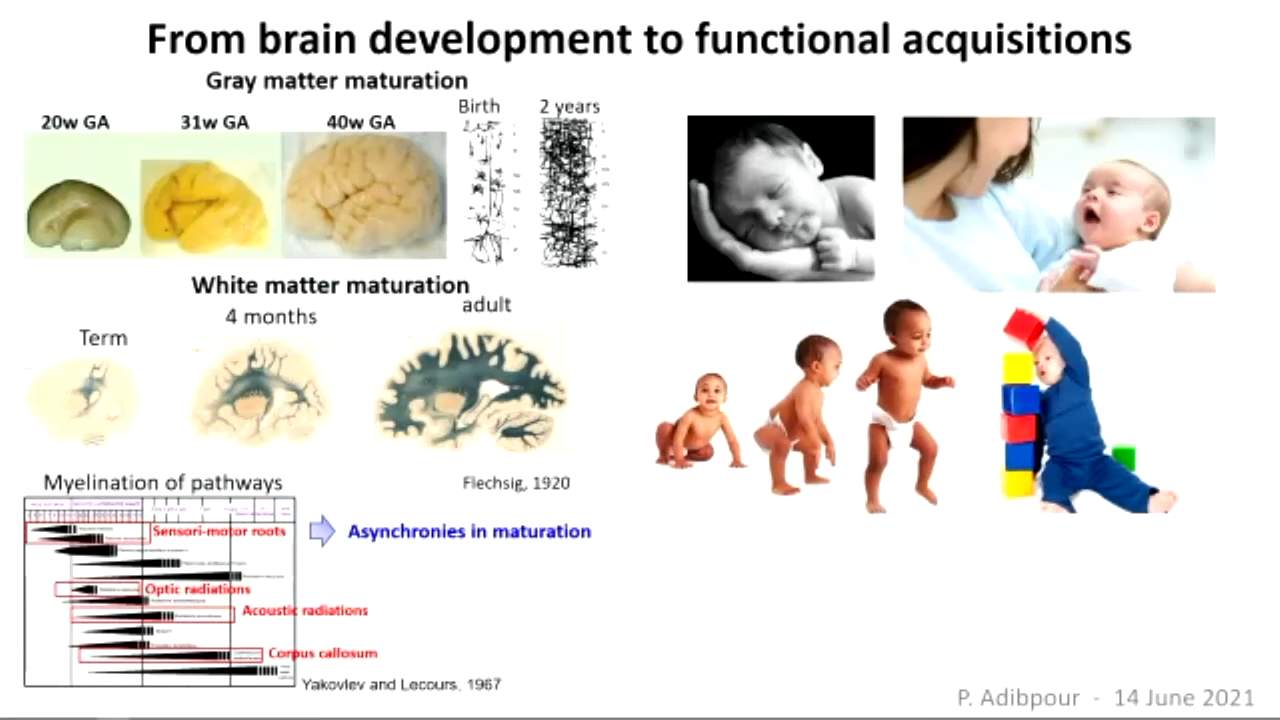 From brain development to functional acquisitions
Gray matter maturation
Birth 2 years
20w GA 31w GA 40w GA
White matter maturation
adult
4 months
Term
Myelination of pathways
Flechsig, 1920
Sensori-motor roots
Asynchronies in maturation
Optic radiations
Acoustic radiations
Corpus callosum
Yakovlev and Lecours, 1967
P. Adibpour - 14 June 2021